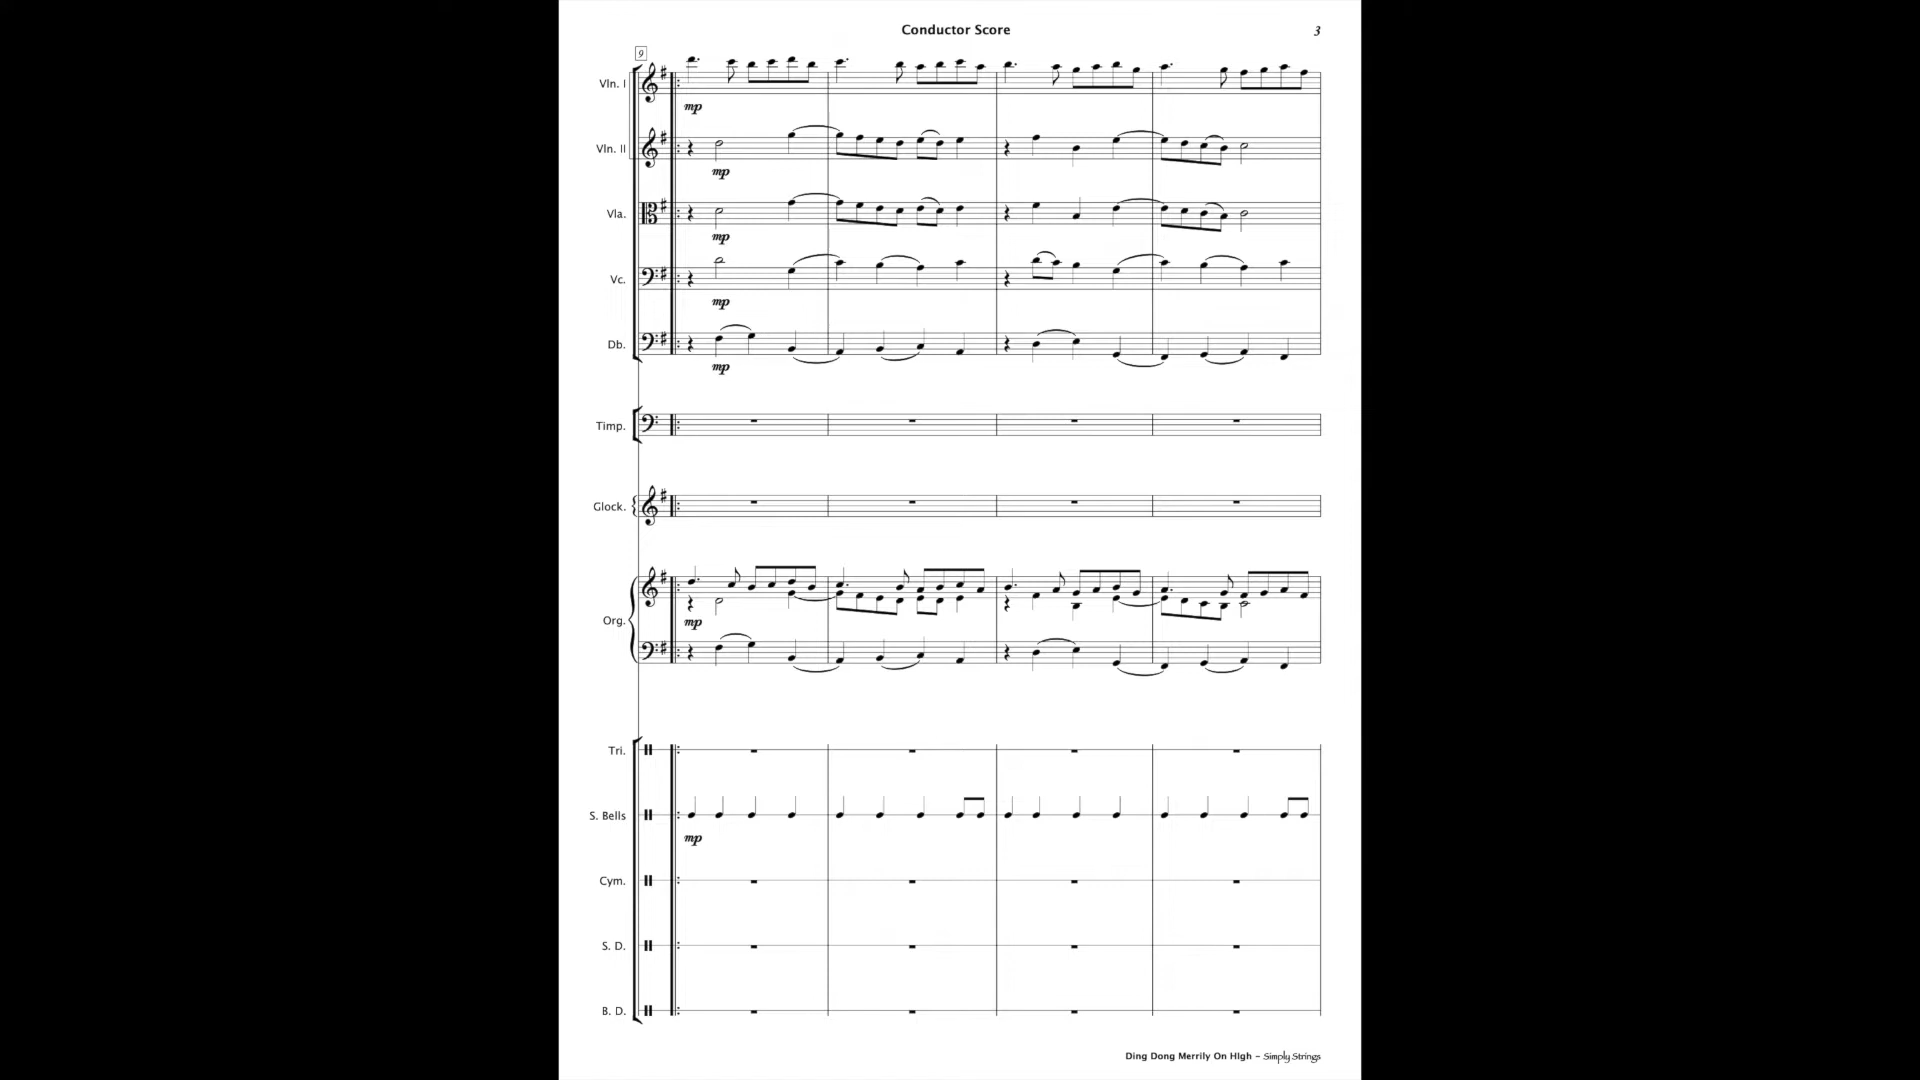 Conductor Score
3
9
Vln. I
mp
Vln. II
mp
Vla.
mp
Vc.
mp
Db.
mp
Timp.
Glock.
Org.
mp
Tri.
S. Bells
mp
Cym.
S. D.
B. D.
Ding Dong Merrily On HIgh – Simply Strings